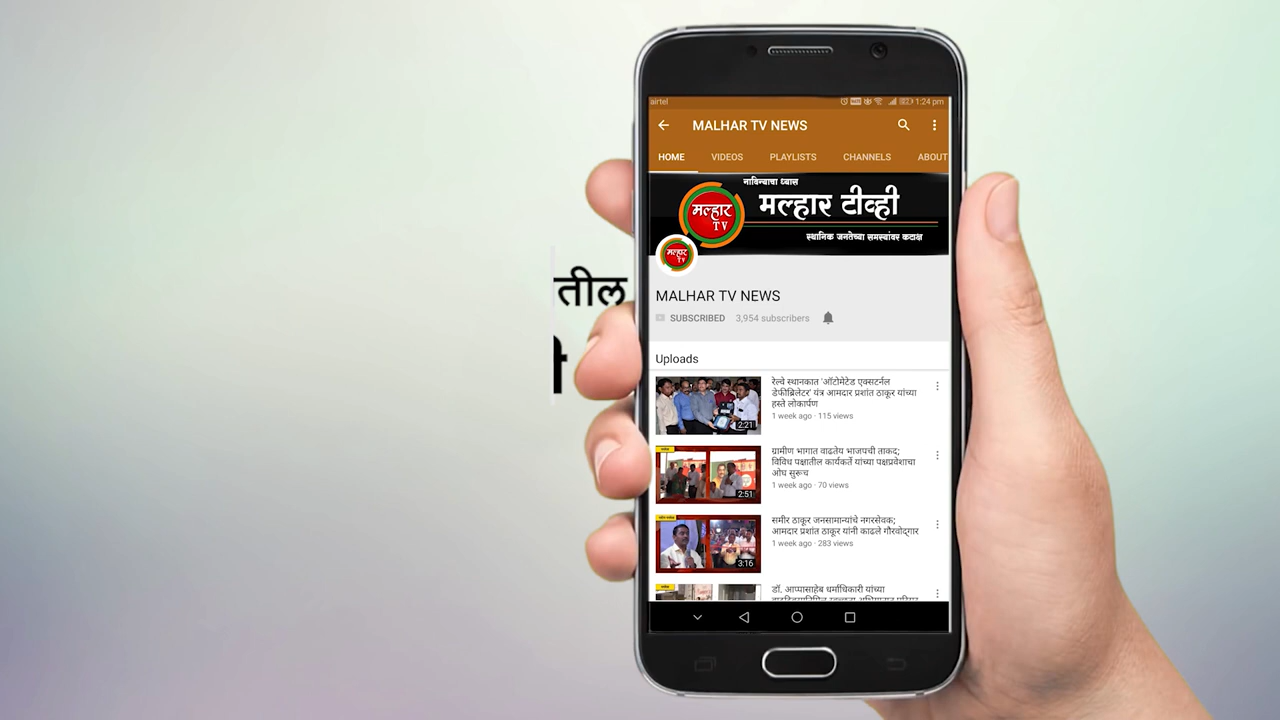 airtel
1:24 pm
MALHAR TV NEWS
HOME VIDEOS PLAYLISTS CHANNELS ABOUT
नाविन्याचा ध्यास
मल्हार टीव्ही
स्थानिक जनतेच्या समस्यांवर कटाक्ष
मल्हार
TV
मल्हार
TV
MALHAR TV NEWS
SUBSCRIBED 3,954 subscribers
तील
Uploads
रेल्वे स्थानकात 'ऑटोमेटेड एक्सटर्नल
डेफीब्रिलेटर' यंत्र आमदार प्रशांत ठाकूर यांच्या
हस्ते लोकार्पण
1 week ago · 115 views
2:21
ग्रामीण भागात वाढतेय भाजपची ताकद;
विविध पक्षातील कार्यकर्ते यांच्या पक्षप्रवेशाचा
ओघ सुरूच
1 week ago · 70 views
2:51
समीर ठाकूर जनसामान्यांचे नगरसेवक;
आमदार प्रशांत ठाकूर यांनी काढले गौरवोद्गार
1 week ago · 283 views
3:16
डॉ. आप्पासाहेब धर्माधिकारी यांच्या